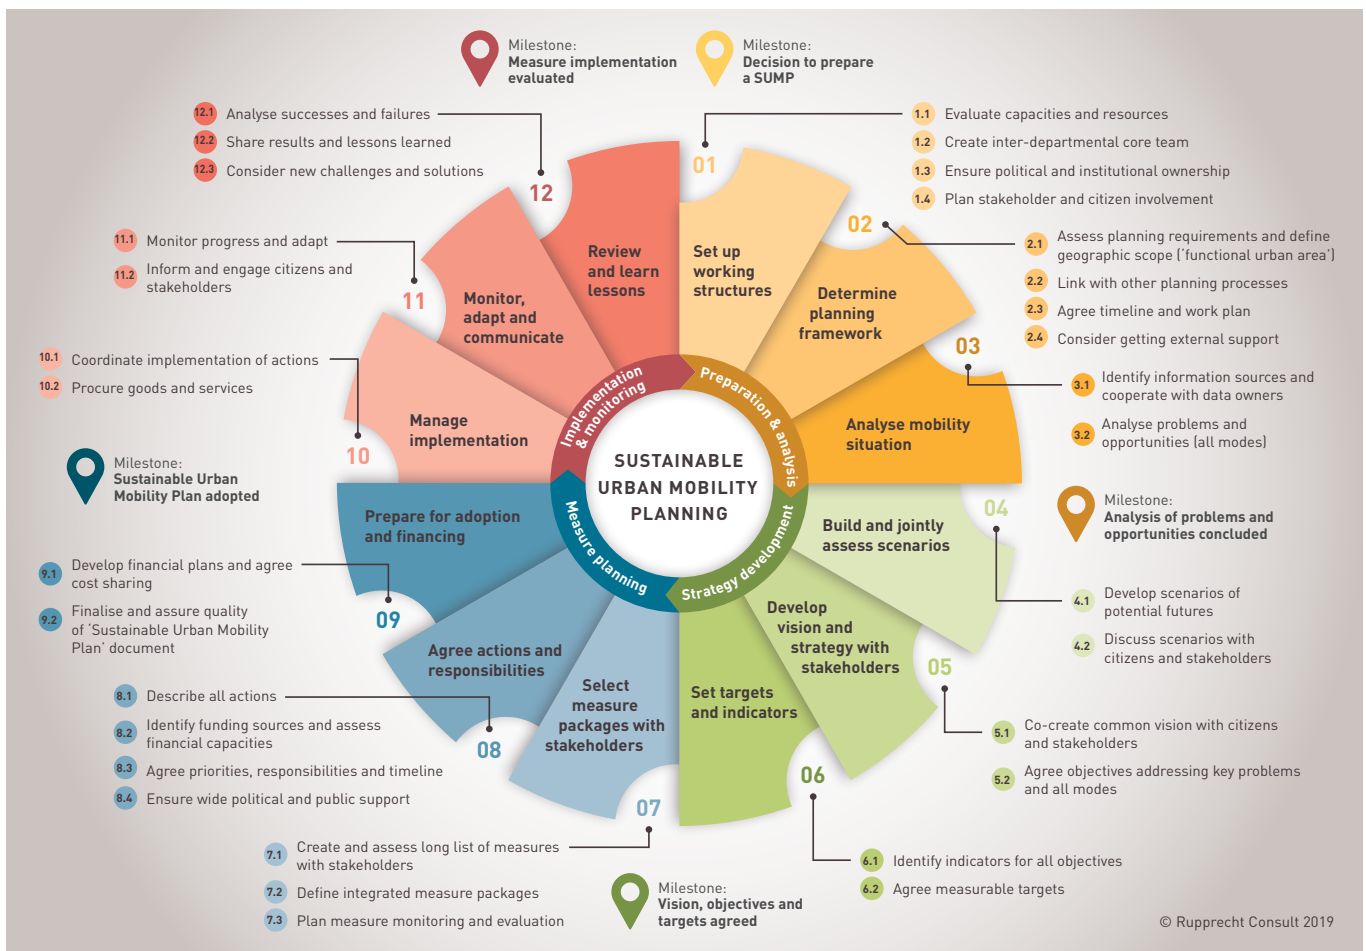 Milestone:
Measure implementation
evaluated
Milestone:
Decision to prepare
a SUMP
SUSTAINABLE
URBAN MOBILITY
PLANNING
Preparation & analysis
Strategy development
Measure planning
Implementation
& monitoring
01
Set up
working
structures
1.1 Evaluate capacities and resources
1.2 Create inter-departmental core team
1.3 Ensure political and institutional ownership
1.4 Plan stakeholder and citizen involvement
02
Determine
planning
framework
2.1 Assess planning requirements and define
geographic scope (‘functional urban area’)
2.2 Link with other planning processes
2.3 Agree timeline and work plan
2.4 Consider getting external support
03
Analyse mobility
situation
3.1 Identify information sources and
cooperate with data owners
3.2 Analyse problems and
opportunities (all modes)
Milestone:
Analysis of problems and
opportunities concluded
04
Build and jointly
assess scenarios
4.1 Develop scenarios of
potential futures
4.2 Discuss scenarios with
citizens and stakeholders
05
Develop
vision and
strategy with
stakeholders
5.1 Co-create common vision with citizens
and stakeholders
5.2 Agree objectives addressing key problems
and all modes
06
Set targets
and indicators
6.1 Identify indicators for all objectives
6.2 Agree measurable targets
Milestone:
Vision, objectives and
targets agreed
07
Select
measure
packages with
stakeholders
7.1 Create and assess long list of measures
with stakeholders
7.2 Define integrated measure packages
7.3 Plan measure monitoring and evaluation
08
Agree actions and
responsibilities
8.1 Describe all actions
8.2 Identify funding sources and assess
financial capacities
8.3 Agree priorities, responsibilities and timeline
8.4 Ensure wide political and public support
09
Prepare for adoption
and financing
9.1 Develop financial plans and agree
cost sharing
9.2 Finalise and assure quality
of ‘Sustainable Urban Mobility
Plan’ document
Milestone:
Sustainable Urban
Mobility Plan adopted
10
Manage
implementation
10.1 Coordinate implementation of actions
10.2 Procure goods and services
11
Monitor,
adapt and
communicate
11.1 Monitor progress and adapt
11.2 Inform and engage citizens and
stakeholders
12
Review
and learn
lessons
12.1 Analyse successes and failures
12.2 Share results and lessons learned
12.3 Consider new challenges and solutions
© Rupprecht Consult 2019